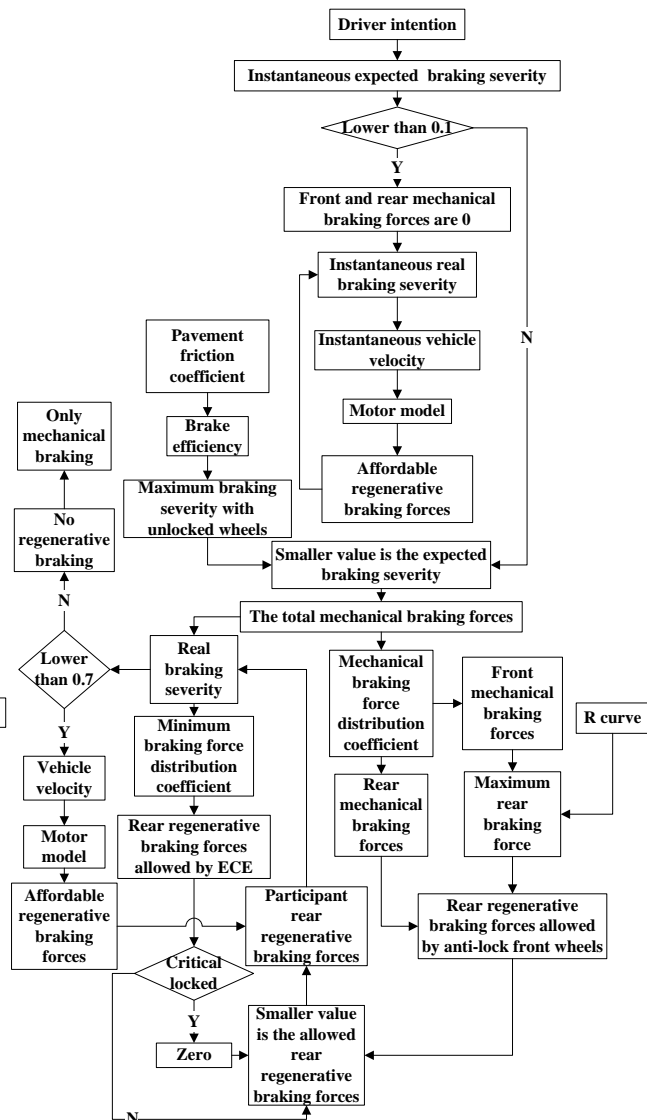 Driver intention
Instantaneous expected braking severity
Lower than 0.1
Y
Front and rear mechanical
braking forces are 0
Instantaneous real
braking severity
N
Instantaneous vehicle
velocity
Motor model
Affordable
regenerative
braking forces
Pavement
friction
coefficient
Brake
efficiency
Maximum braking
severity with
unlocked wheels
Only
mechanical
braking
No
regenerative
braking
N
Smaller value is the expected
braking severity
The total mechanical braking forces
Lower
than 0.7
Y
Vehicle
velocity
Motor
model
Affordable
regenerative
braking
forces
Real
braking
severity
Minimum
braking force
distribution
coefficient
Rear regenerative
braking forces
allowed by ECE
Critical
locked
Y
Zero
N
Participant
rear
regenerative
braking forces
Smaller value
is the allowed
rear
regenerative
braking forces
Mechanical
braking
force
distribution
coefficient
Rear
mechanical
braking
forces
Front
mechanical
braking
forces
R curve
Maximum
rear
braking
force
Rear regenerative
braking forces allowed
by anti-lock front wheels